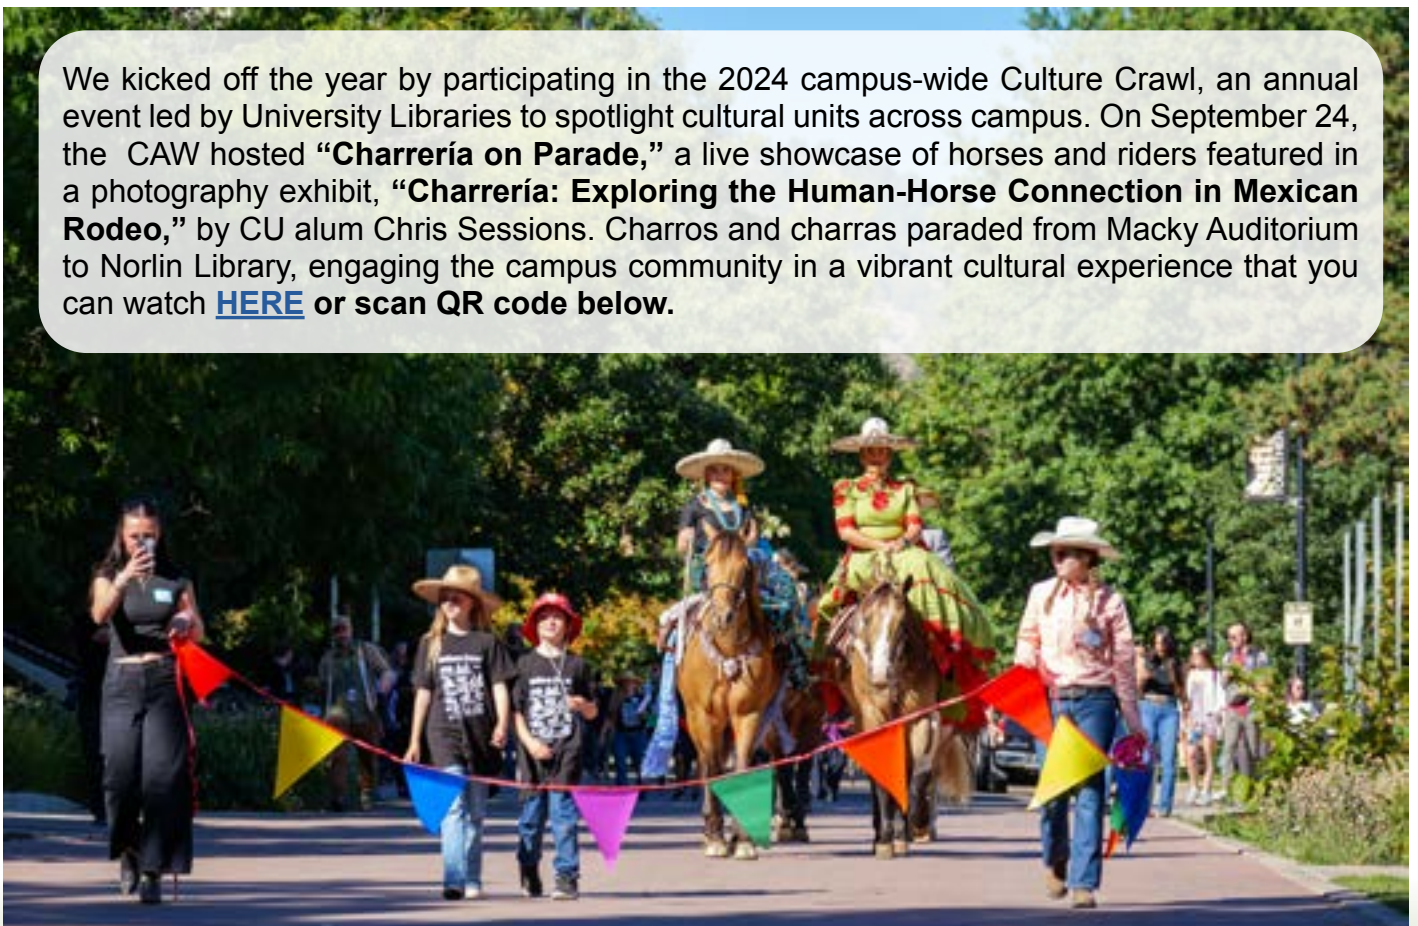 We kicked off the year by participating in the 2024 campus-wide Culture Crawl, an annual
event led by University Libraries to spotlight cultural units across campus. On September 24,
the CAW hosted “Charrería on Parade,” a live showcase of horses and riders featured in
a photography exhibit, “Charrería: Exploring the Human-Horse Connection in Mexican
Rodeo,” by CU alum Chris Sessions. Charros and charras paraded from Macky Auditorium
to Norlin Library, engaging the campus community in a vibrant cultural experience that you
can watch HERE or scan QR code below.